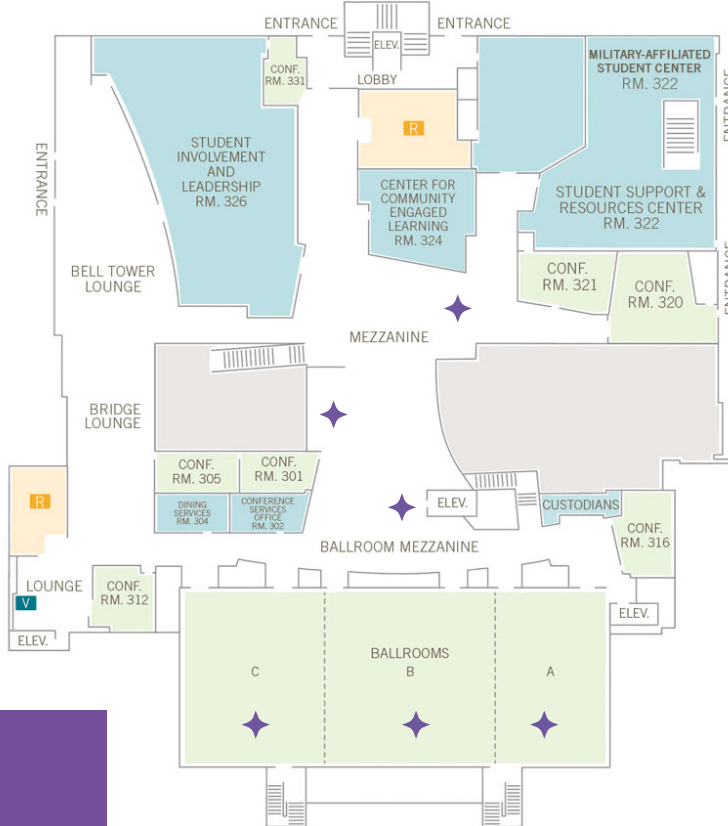 ENTRANCE
ENTRANCE
ELEV.
LOBBY
CONF.
RM. 331
MILITARY-AFFILIATED
STUDENT CENTER
RM. 322
ENTRANCE
R
ENTRANCE
STUDENT
INVOLVEMENT
AND
LEADERSHIP
RM. 326
CENTER FOR
COMMUNITY
ENGAGED
LEARNING
RM. 324
STUDENT SUPPORT &
RESOURCES CENTER
RM. 322
BELL TOWER
LOUNGE
CONF.
RM. 321
CONF.
RM. 320
ENTRANCE
MEZZANINE
BRIDGE
LOUNGE
CONF.
RM. 305
CONF.
RM. 301
R
DINING
SERVICES
RM. 304
CONFERENCE
SERVICES
OFFICE
RM. 302
ELEV.
CUSTODIANS
CONF.
RM. 316
BALLROOM MEZZANINE
LOUNGE
V
CONF.
RM. 312
ELEV.
ELEV.
BALLROOMS
C
B
A